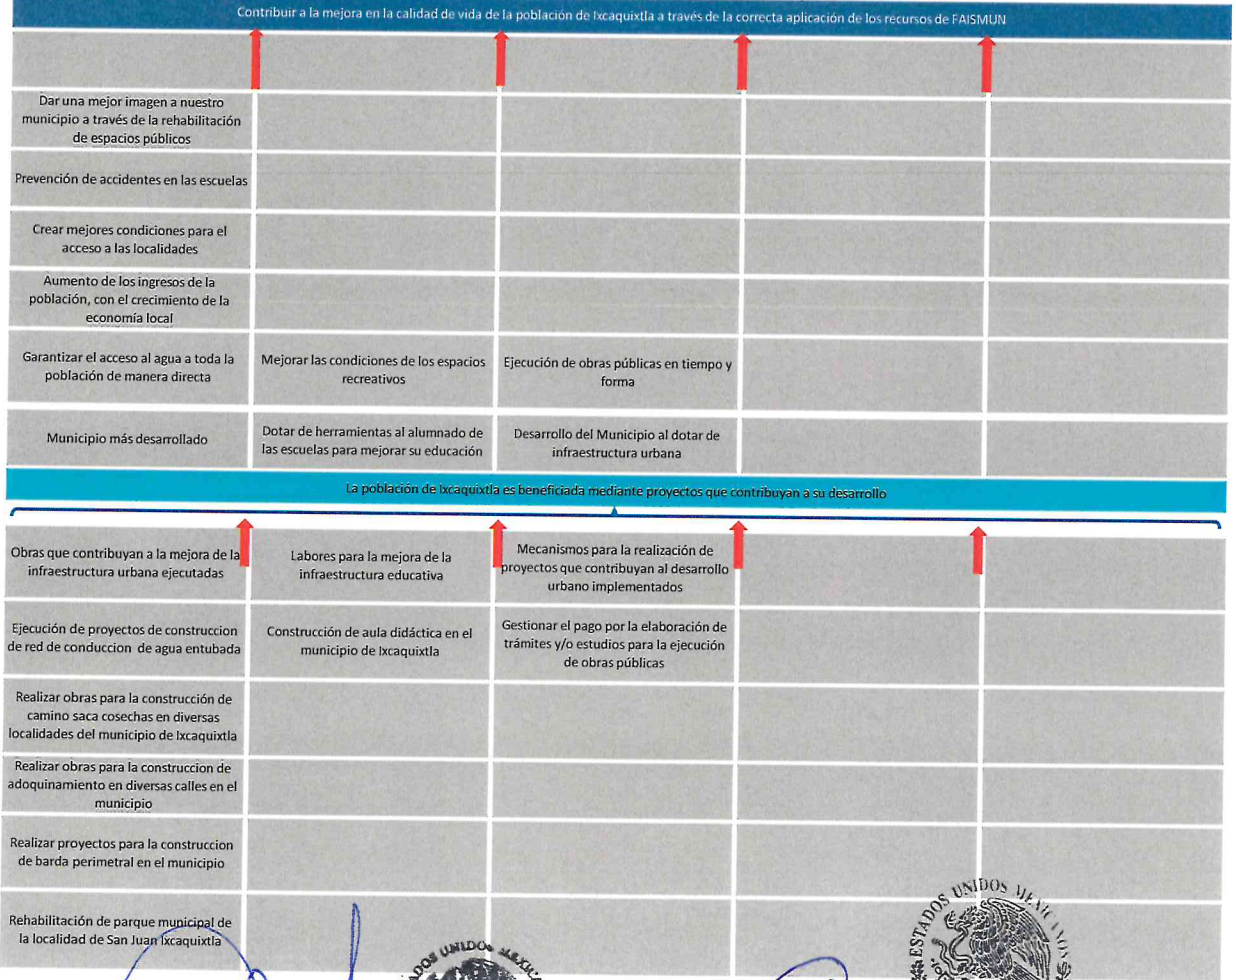 Contribuir a la mejora en la calidad de vida de la población de Ixcaquixtla a través de la correcta aplicación de los recursos de FAISMUN
Dar una mejor imagen a nuestro
municipio a través de la rehabilitación
de espacios públicos
Prevención de accidentes en las escuelas
Crear mejores condiciones para el
acceso a las localidades
Aumento de los ingresos de la
población, con el crecimiento de la
economía local
Garantizar el acceso al agua a toda la
población de manera directa
Mejorar las condiciones de los espacios
recreativos
Ejecución de obras públicas en tiempo y
forma
Municipio más desarrollado
Dotar de herramientas al alumnado de
las escuelas para mejorar su educación
Desarrollo del Municipio al dotar de
infraestructura urbana
La población de Ixcaquixtla es beneficiada mediante proyectos que contribuyan a su desarrollo
Obras que contribuyan a la mejora de la
infraestructura urbana ejecutadas
Labores para la mejora de la
infraestructura educativa
Mecanismos para la realización de
proyectos que contribuyan al desarrollo
urbano implementados
Ejecución de proyectos de construccion
de red de conduccion de agua entubada
Construcción de aula didáctica en el
municipio de Ixcaquixtla
Gestionar el pago por la elaboración de
trámites y/o estudios para la ejecución
de obras públicas
Realizar obras para la construcción de
camino saca cosechas en diversas
localidades del municipio de Ixcaquixtla
Realizar obras para la construccion de
adoquinamiento en diversas calles en el
municipio
Realizar proyectos para la construccion
de barda perimetral en el municipio
Rehabilitación de parque municipal de
la localidad de San Juan Ixcaquixtla
ESTADOS UNIDOS MEXICANOS